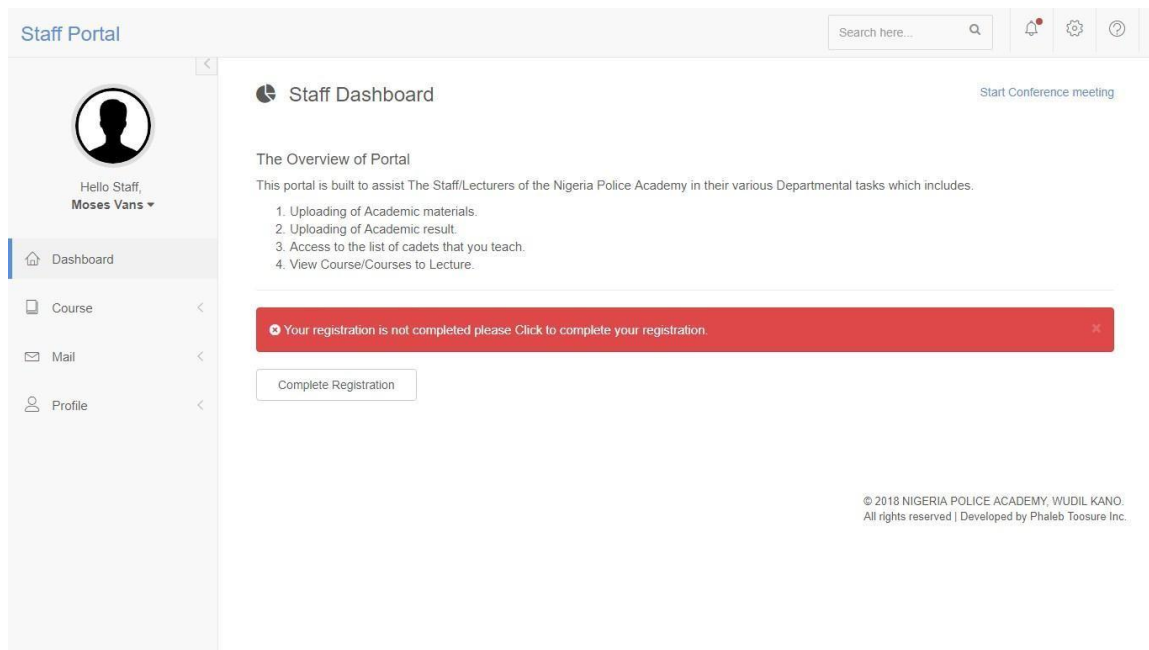 Staff Portal
Search here...
Hello Staff,
Moses Vans
Dashboard
Course
Mail
Profile
Staff Dashboard
Start Conference meeting
The Overview of Portal
This portal is built to assist The Staff/Lecturers of the Nigeria Police Academy in their various Departmental tasks which includes.
1. Uploading of Academic materials.
2. Uploading of Academic result.
3. Access to the list of cadets that you teach.
4. View Course/Courses to Lecture.
Your registration is not completed please Click to complete your registration.
Complete Registration
© 2018 NIGERIA POLICE ACADEMY, WUDIL KANO.
All rights reserved | Developed by Phaleb Toosure Inc.